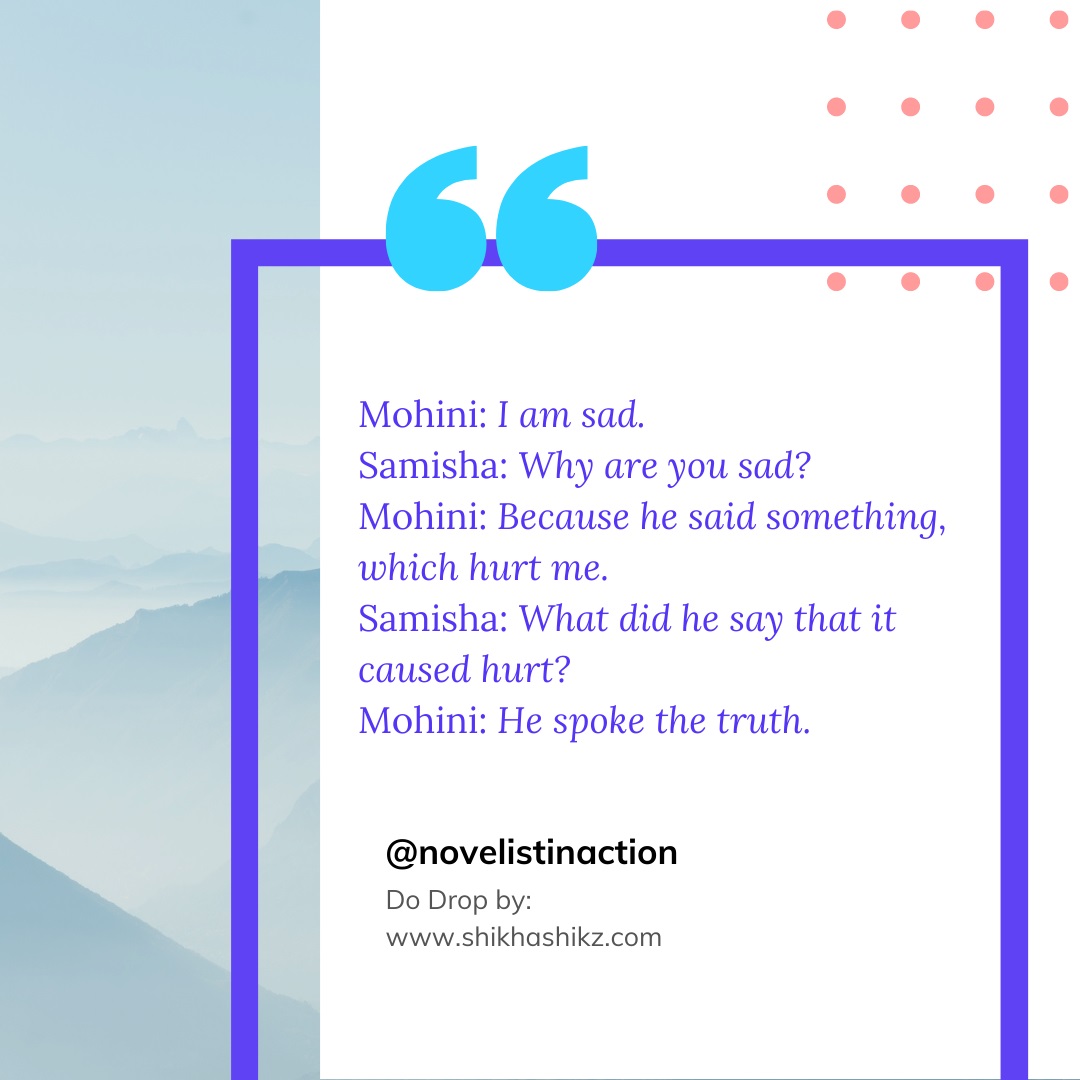 Mohini: I am sad.
Samisha: Why are you sad?
Mohini: Because he said something,
which hurt me.
Samisha: What did he say that it
caused hurt?
Mohini: He spoke the truth.
@novelistinaction
Do Drop by:
www.shikhashikz.com